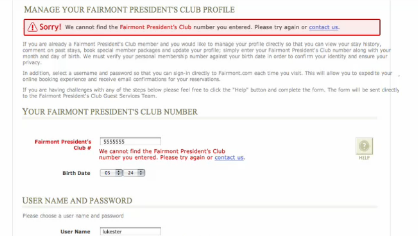 MANAGE YOUR FAIRMONT PRESIDENT'S CLUB PROFILE
Sorry! We cannot find the Fairmont President's Club number you entered. Please try again or contact us.
If you are already a Fairmont President's Club Member and you would like to manage your profile directly so that you can view your stay history,
comment on past stays, book special member packages and update your profile, simply enter your Fairmont President's Club number along with your
month and day of birth. We must verify your personal membership number against your birth date in order to confirm your identity and ensure your
privacy.
In addition, select a username and password so that you can sign-in directly to Fairmont.com each time you visit. This will allow you to expedite your
online booking experience and receive email confirmations for your reservations.
If you are having challenges with any of the steps below please feel free to click the "Help" button and complete the form. The form will be sent directly
to the Fairmont President's Club Guest Services Team.
YOUR FAIRMONT PRESIDENT'S CLUB NUMBER
Fairmont President's
Club #
5555555
We cannot find the Fairmont President's Club
number you entered. Please try again or contact us.
?
HELP
Birth Date
05
24
USER NAME AND PASSWORD
Please choose a user name and password
User Name
lukester